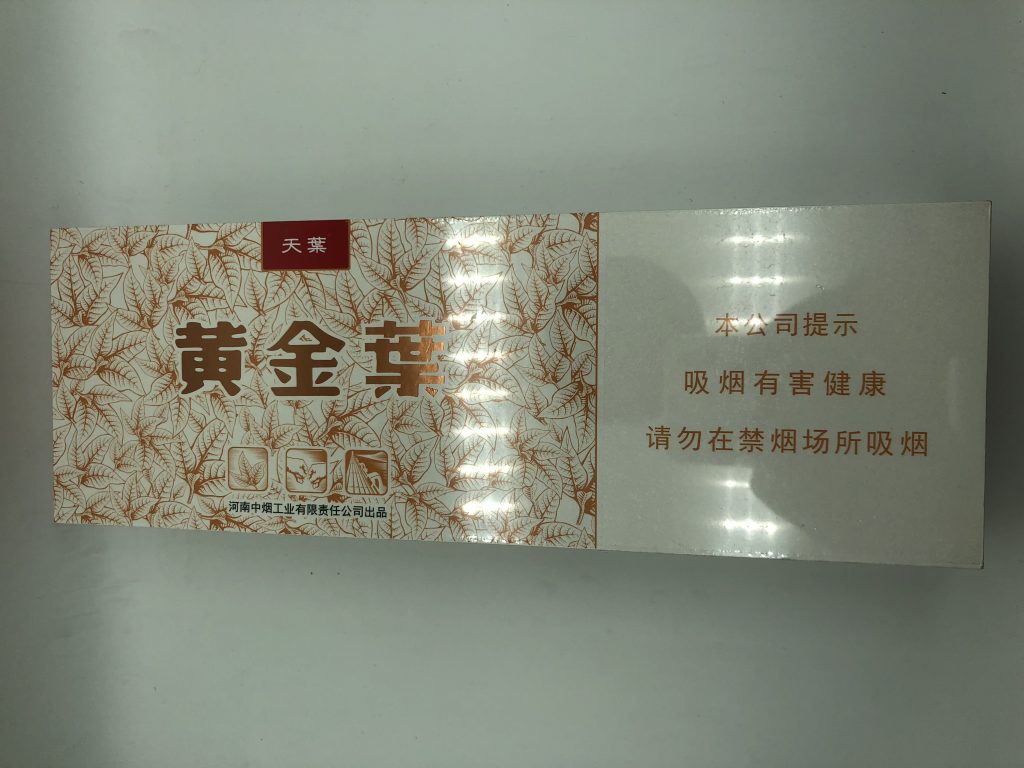 天葉
黄金葉
河南中烟工业有限责任公司出品
本公司提示
吸烟有害健康
请勿在禁烟场所吸烟